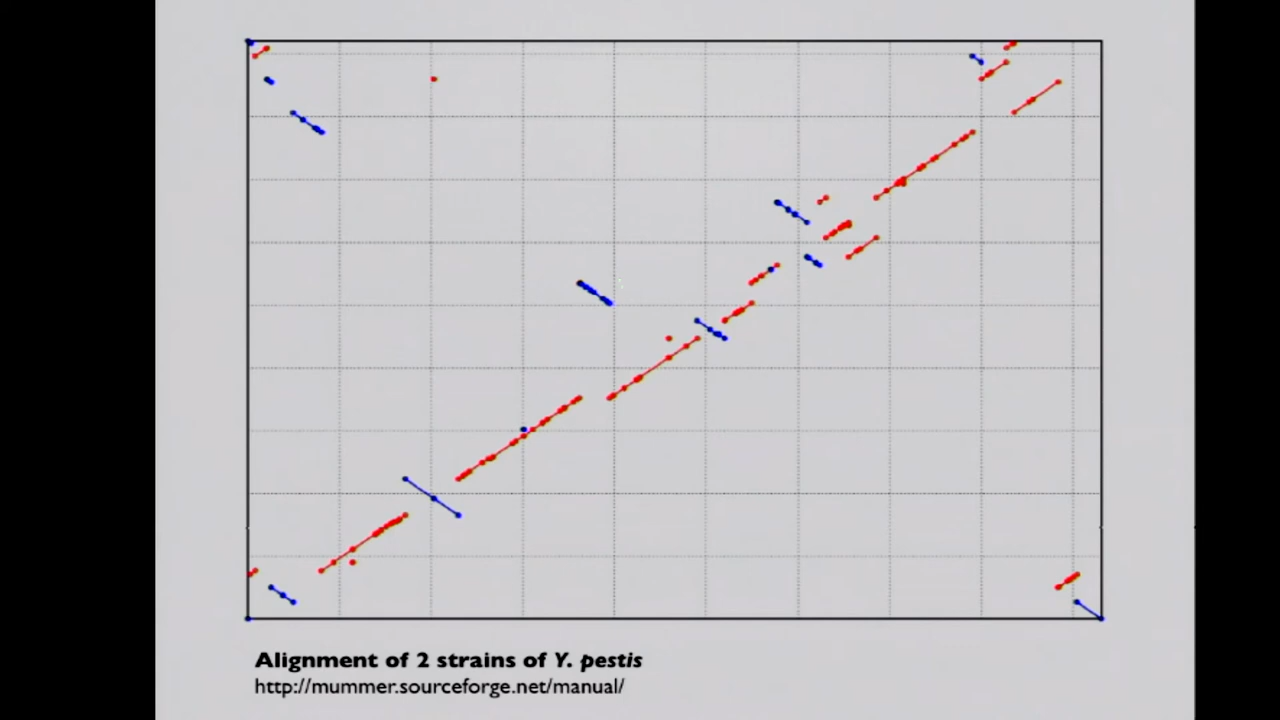 Alignment of 2 strains of Y. pestis
http://mummer.sourceforge.net/manual/